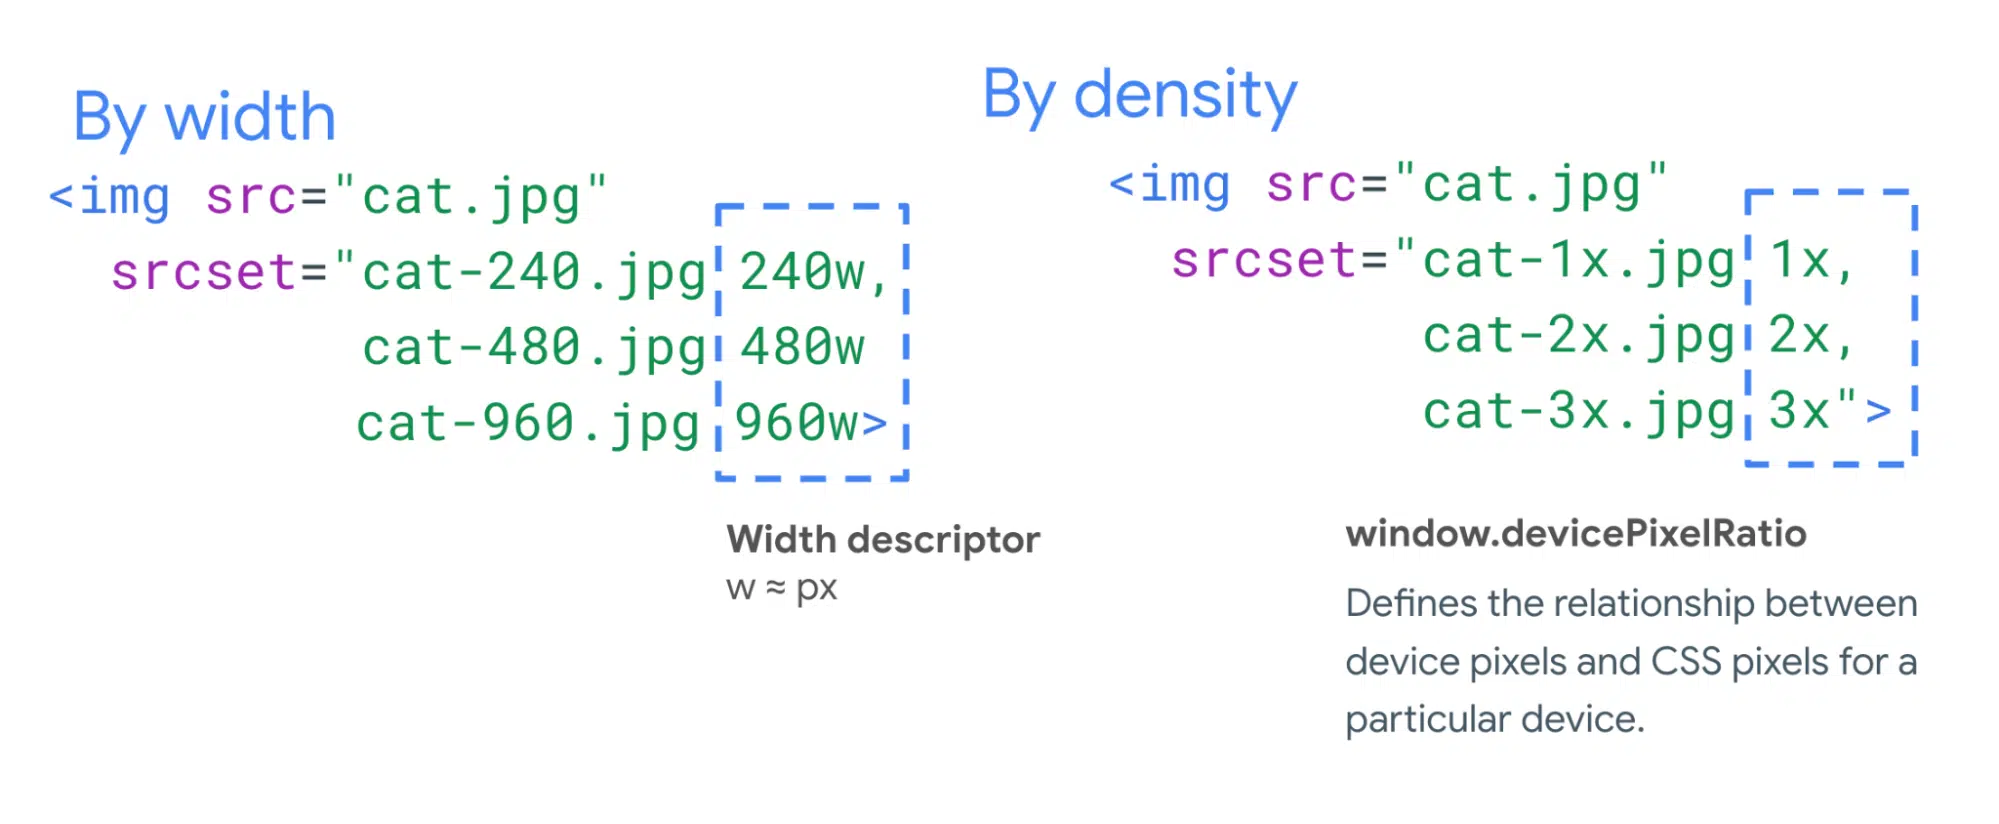 By width
<img src="cat.jpg"
srcset="cat-240.jpg 240w,
cat-480.jpg 480w
cat-960.jpg 960w>
Width descriptor
w ≈ px
By density
<img src="cat.jpg"
srcset="cat-1x.jpg 1x,
cat-2x.jpg 2x,
cat-3x.jpg 3x">
window.devicePixelRatio
Defines the relationship between
device pixels and CSS pixels for a
particular device.